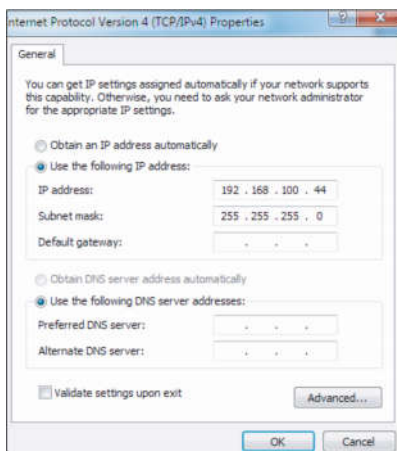 nternet Protocol Version 4 (TCP/IPv4) Properties
General
You can get IP settings assigned automatically if your network supports
this capability. Otherwise, you need to ask your network administrator
for the appropriate IP settings.
Obtain an IP address automatically
Use the following IP address:
IP address: 192 . 168 . 100 . 44
Subnet mask: 255 . 255 . 255 . 0
Default gateway: . . .
Obtain DNS server address automatically
Use the following DNS server addresses:
Preferred DNS server: . . .
Alternate DNS server: . . .
Validate settings upon exit
Advanced...
OK Cancel